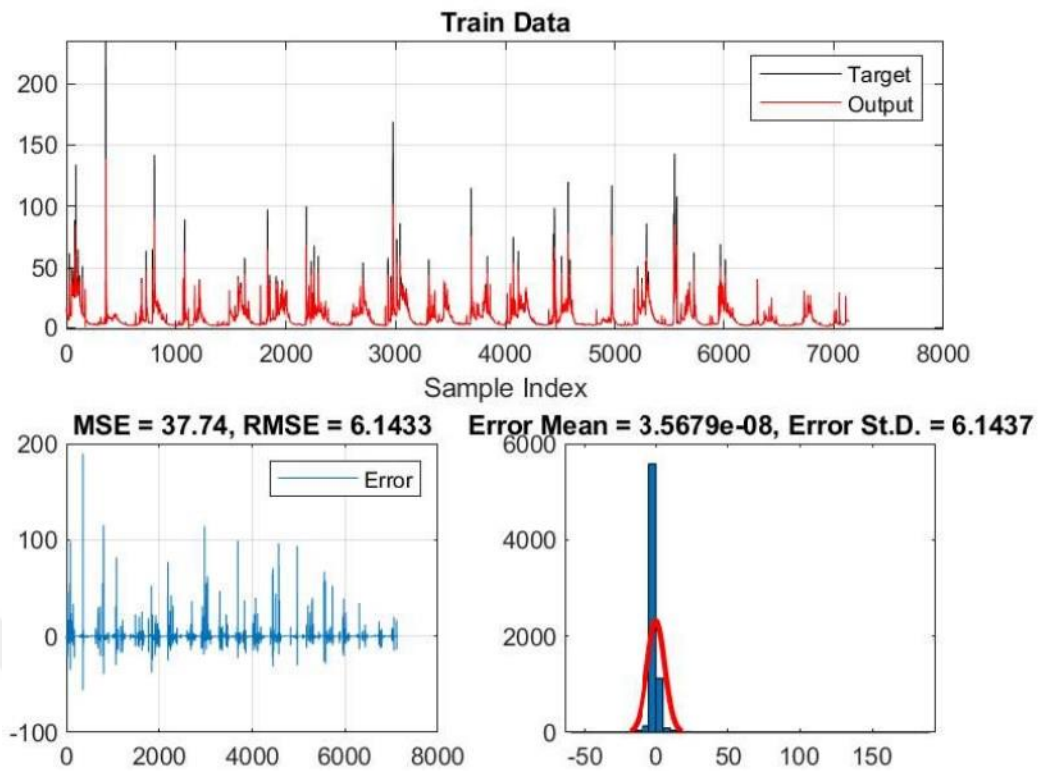 Train Data
200
150
100
50
0
Target
Output
0 1000 2000 3000 4000 5000 6000 7000 8000
Sample Index
MSE = 37.74, RMSE = 6.1433
200
100
0
-100
Error
0 2000 4000 6000 8000
Error Mean = 3.5679e-08, Error St.D. = 6.1437
6000
4000
2000
0
-50 0 50 100 150